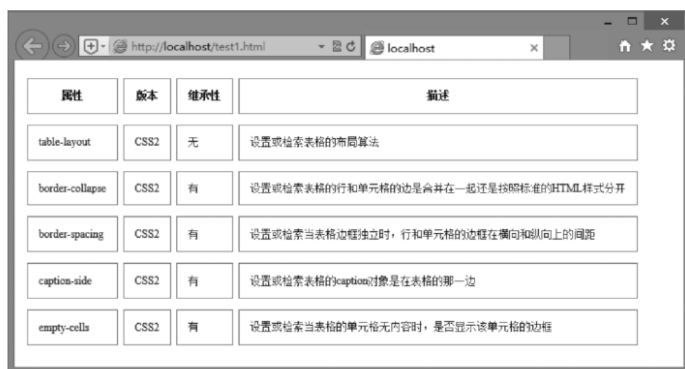 http://localhost/test1.html localhost
属性 版本 继承性 描述
table-layout CSS2 无 设置或检索表格的布局算法
border-collapse CSS2 有 设置或检索表格的行和单元格的边是合并在一起还是按照标准的HTML样式分开
border-spacing CSS2 有 设置或检索当表格边框独立时，行和单元格的边框在横向和纵向上的间距
caption-side CSS2 有 设置或检索表格的caption对象是在表格的那一边
empty-cells CSS2 有 设置或检索当表格的单元格无内容时，是否显示该单元格的边框